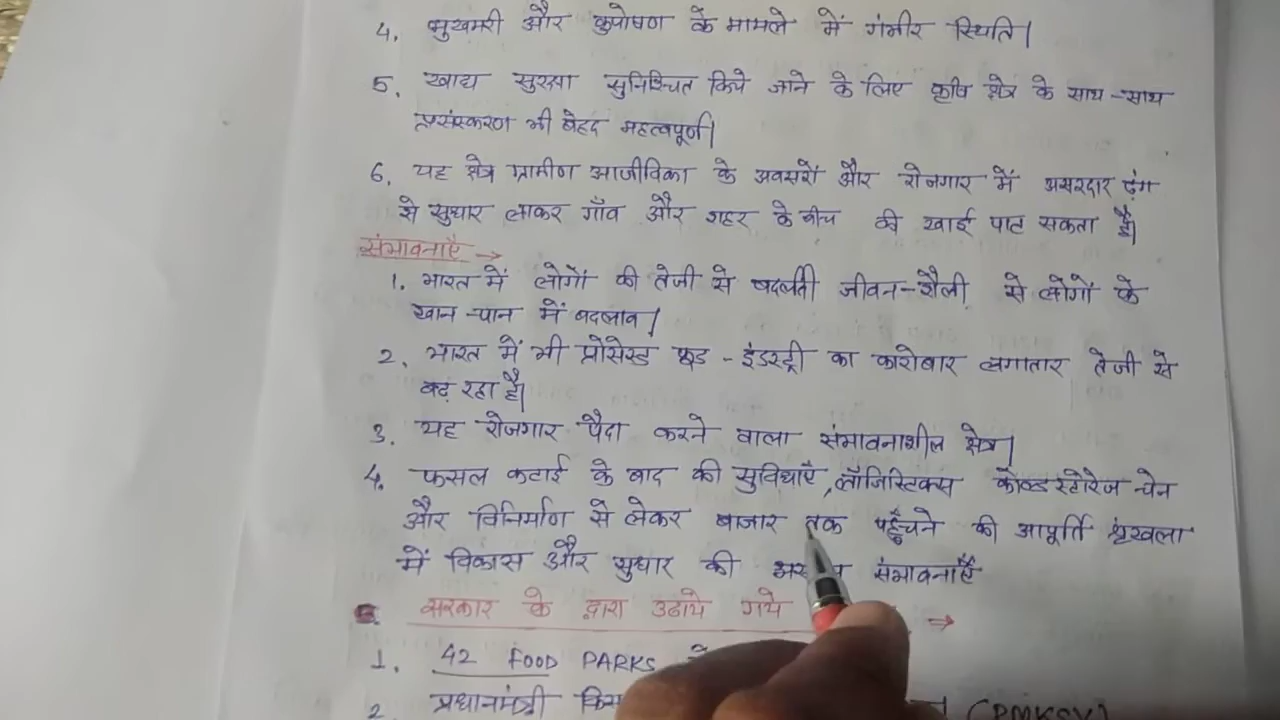 4. भुखमरी और कुपोषण के मामले में गंभीर स्थिति।
5. खाद्य सुरक्षा सुनिश्चित किये जाने के लिए कृषि क्षेत्र के साथ-साथ
प्रसंस्करण भी बेहद महत्वपूर्ण।
6. यह क्षेत्र ग्रामीण आजीविका के अवसरों और रोजगार में असरदार ढंग
से सुधार लाकर गाँव और शहर के बीच की खाई पाट सकता है।
संभावनाएँ →
1. भारत में लोगों की तेजी से बदलती जीवन-शैली से लोगों के
खान-पान में बदलाव।
2. भारत में भी प्रोसेस्ड फूड-इंडस्ट्री का कारोबार लगातार तेजी से
बढ़ रहा है।
3. यह रोजगार पैदा करने वाला संभावनाशील क्षेत्र।
4. फसल कटाई के बाद की सुविधाएँ, लॉजिस्टिक्स कोल्ड स्टोरेज चेन
और विनिर्माण से लेकर बाजार तक पहुँचने की आपूर्ति श्रृंखला
में विकास और सुधार की संभावनाएँ
सरकार के द्वारा उठाये गये →
1. 42 FOOD PARKS
2. प्रधानमंत्री (PMKSY)